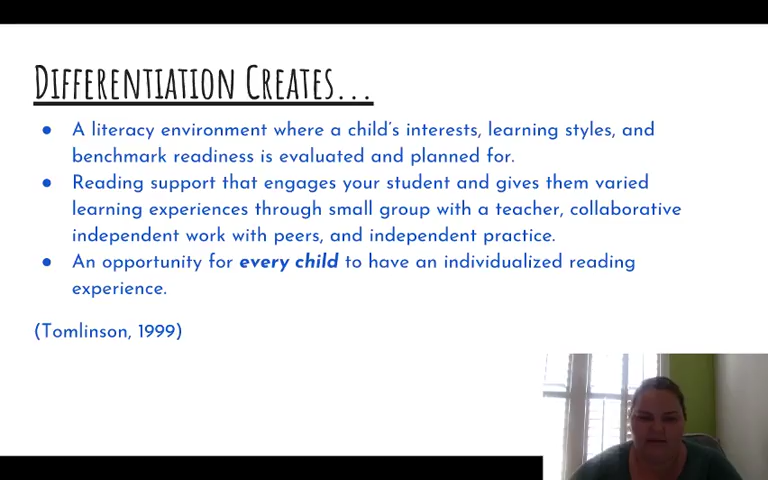 DIFFERENTIATION CREATES...
● A literacy environment where a child's interests, learning styles, and
benchmark readiness is evaluated and planned for.
● Reading support that engages your student and gives them varied
learning experiences through small group with a teacher, collaborative
independent work with peers, and independent practice.
● An opportunity for every child to have an individualized reading
experience.
(Tomlinson, 1999)